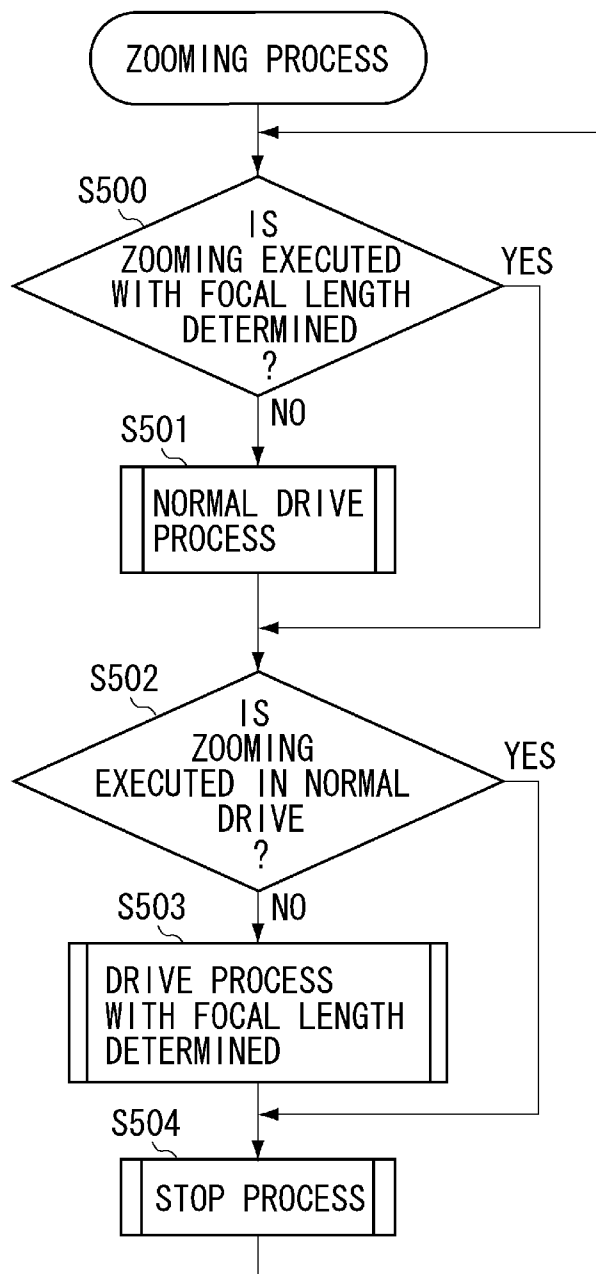 ZOOMING PROCESS
S500
IS
ZOOMING EXECUTED
WITH FOCAL LENGTH
DETERMINED
?
YES
NO
S501
NORMAL DRIVE
PROCESS
S502
IS
ZOOMING
EXECUTED IN NORMAL
DRIVE
?
YES
NO
S503
DRIVE PROCESS
WITH FOCAL LENGTH
DETERMINED
S504
STOP PROCESS